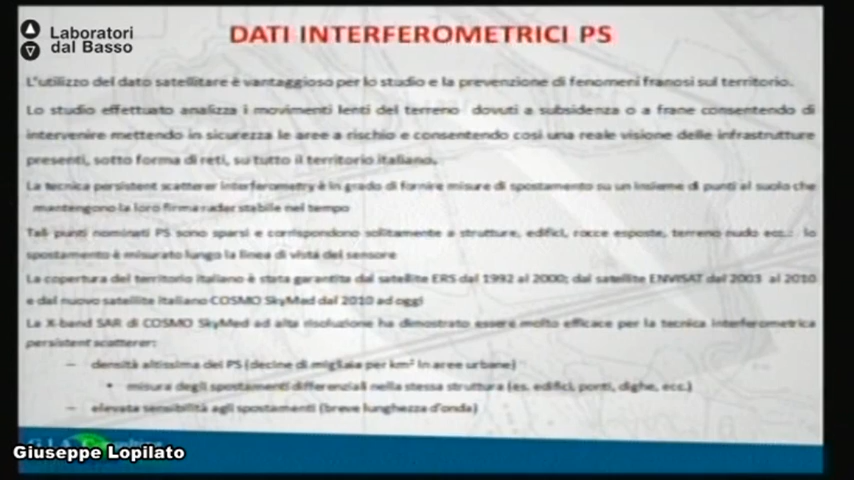 Laboratori
dal Basso
DATI INTERFEROMETRICI PS
L'utilizzo del dato satellitare è vantaggioso per lo studio e la prevenzione di fenomeni franosi sul territorio.
Lo studio effettuato analizza i movimenti lenti del terreno dovuti a subsidenza o a frane consentendo di
intervenire mettendo in sicurezza le aree a rischio e consentendo così una reale visione delle infrastrutture
presenti, sotto forma di reti, su tutto il territorio italiano.
La tecnica persistent scatterer interferometry è in grado di fornire misure di spostamento su un insieme di punti al suolo che
mantengono la loro firma radar stabile nel tempo
Tali punti nominati PS sono sparsi e corrispondono solitamente a strutture, edifici, rocce esposte, terreno nudo ecc.: lo
spostamento è misurato lungo la linea di vista del sensore
La copertura del territorio italiano è stata garantita dal satellite ERS dal 1992 al 2000; dal satellite ENVISAT dal 2003 al 2010
e dal nuovo satellite italiano COSMO SkyMed dal 2010 ad oggi
La X-band SAR di COSMO SkyMed ad alta risoluzione ha dimostrato essere molto efficace per la tecnica interferometrica
persistent scatterer:
– densità altissima dei PS (decine di migliaia per km² in aree urbane)
• misura degli spostamenti differenziali nella stessa struttura (es. edifici, ponti, dighe, ecc.)
– elevata sensibilità agli spostamenti (breve lunghezza d'onda)
Giuseppe Lopilato